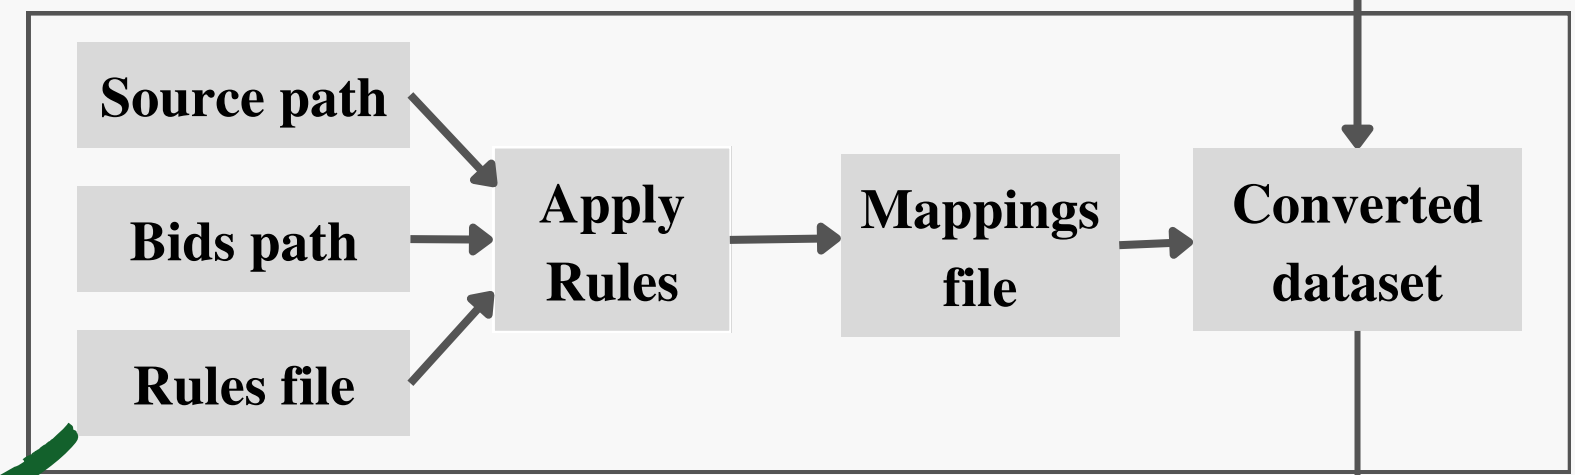 Source path
Bids path
Rules file
Apply
Rules
Mappings
file
Converted
dataset